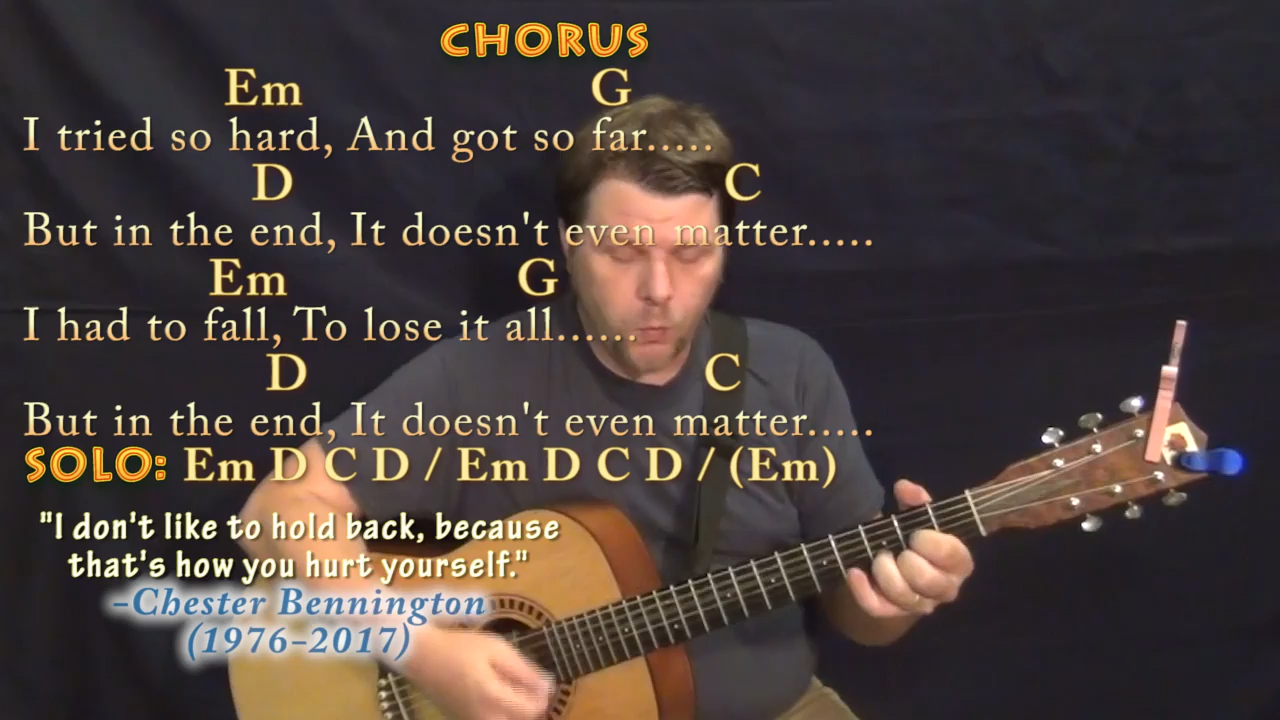 CHORUS
Em G
I tried so hard, And got so far.....
D C
But in the end, It doesn't even matter.....
Em G
I had to fall, To lose it all......
D C
But in the end, It doesn't even matter.....
SOLO: Em D C D / Em D C D / (Em)
"I don't like to hold back, because
that's how you hurt yourself."
-Chester Bennington
(1976-2017)